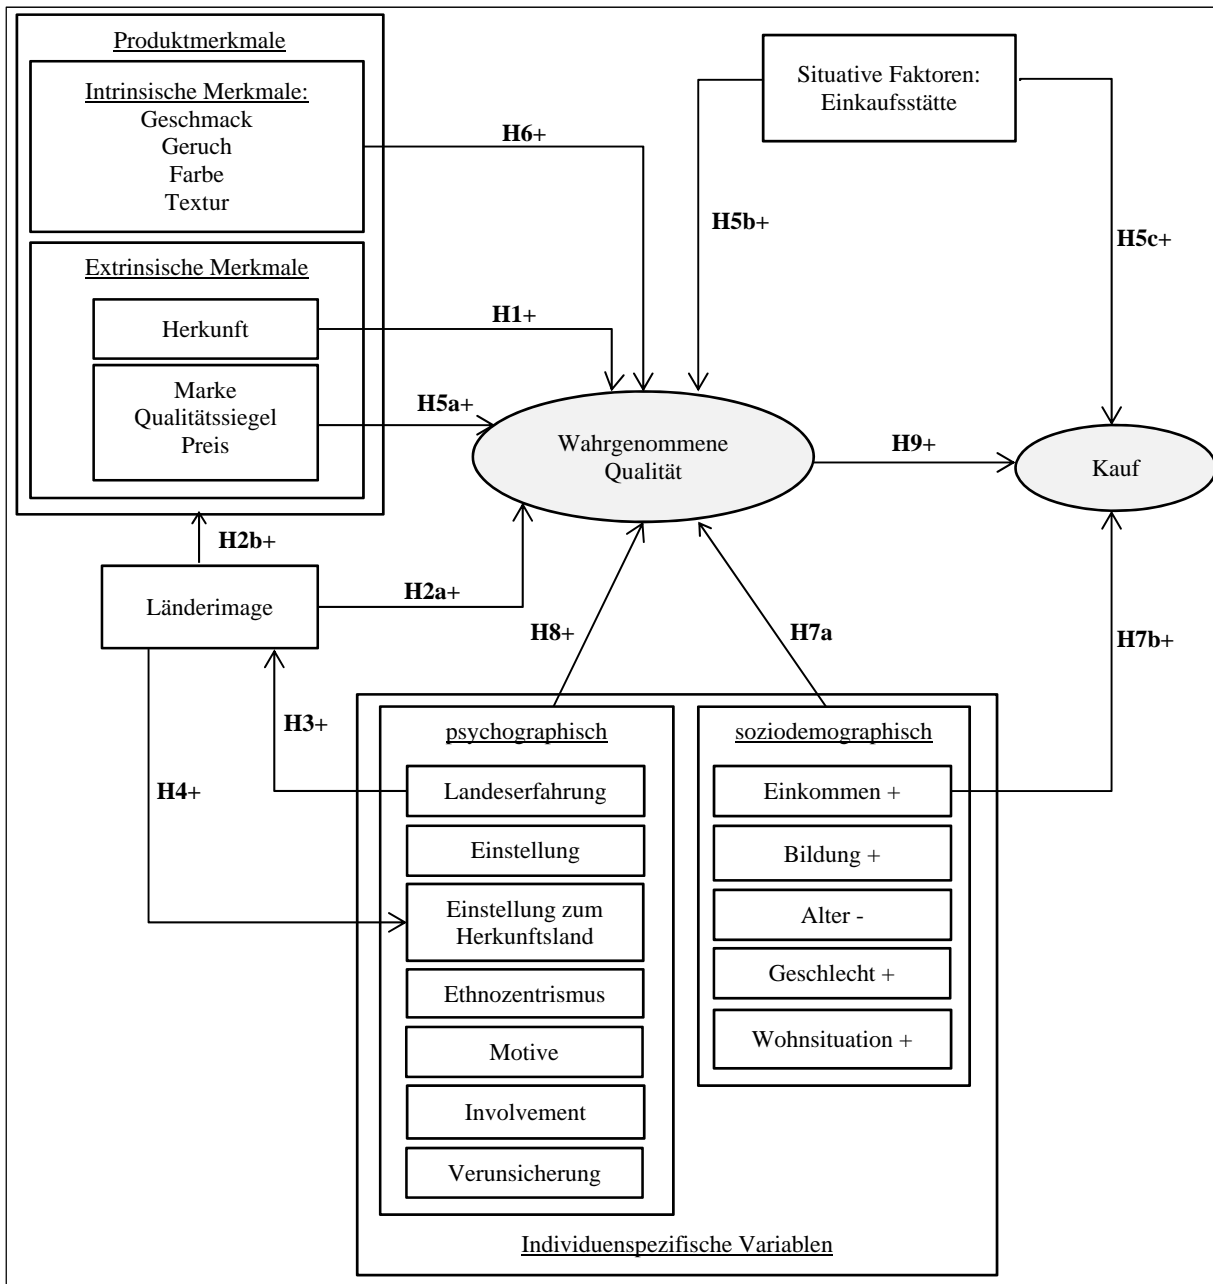 Produktmerkmale
Intrinsische Merkmale:
Geschmack
Geruch
Farbe
Textur
Extrinsische Merkmale
Herkunft
Marke
Qualitätssiegel
Preis
Situative Faktoren:
Einkaufsstätte
H6+
H5b+
H5c+
H1+
H5a+
Wahrgenommene
Qualität
H9+
Kauf
H2b+
Länderimage
H2a+
H8+
H7a
H7b+
H3+
H4+
psychographisch
Landeserfahrung
Einstellung
Einstellung zum
Herkunftsland
Ethnozentrismus
Motive
Involvement
Verunsicherung
soziodemographisch
Einkommen +
Bildung +
Alter -
Geschlecht +
Wohnsituation +
Individuenspezifische Variablen